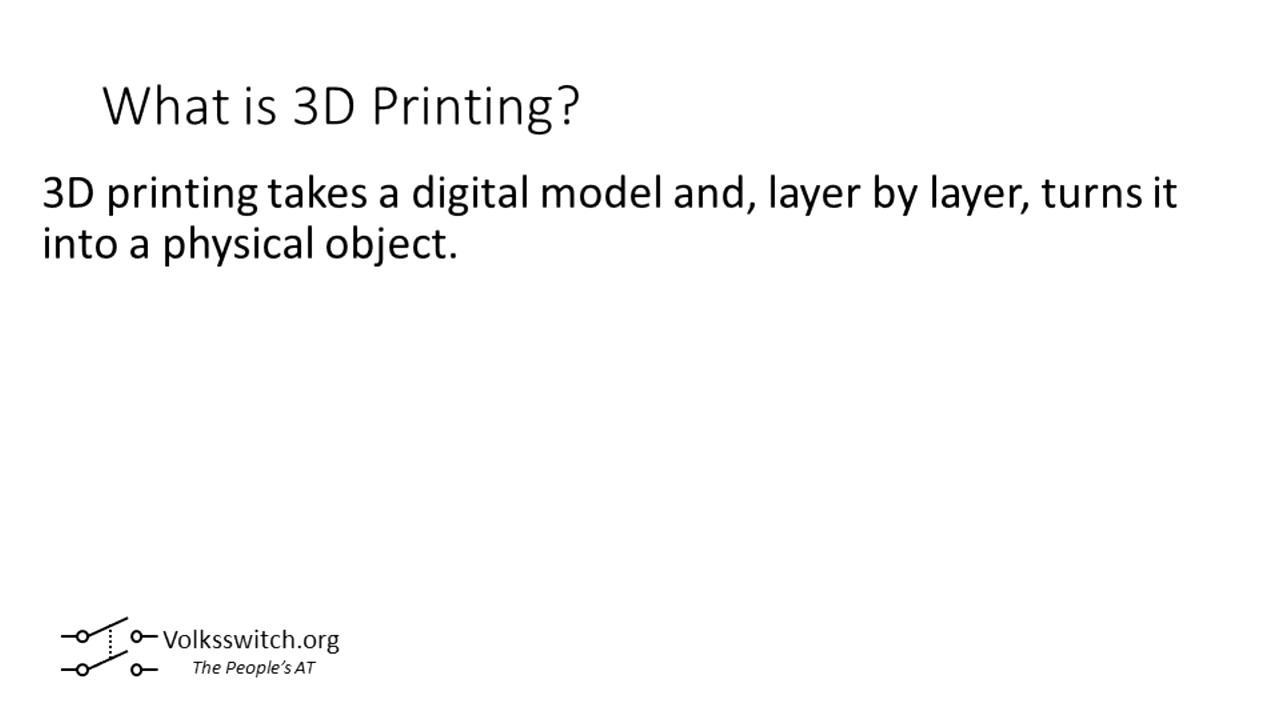 What is 3D Printing?
3D printing takes a digital model and, layer by layer, turns it
into a physical object.
Volksswitch.org
The People's AT